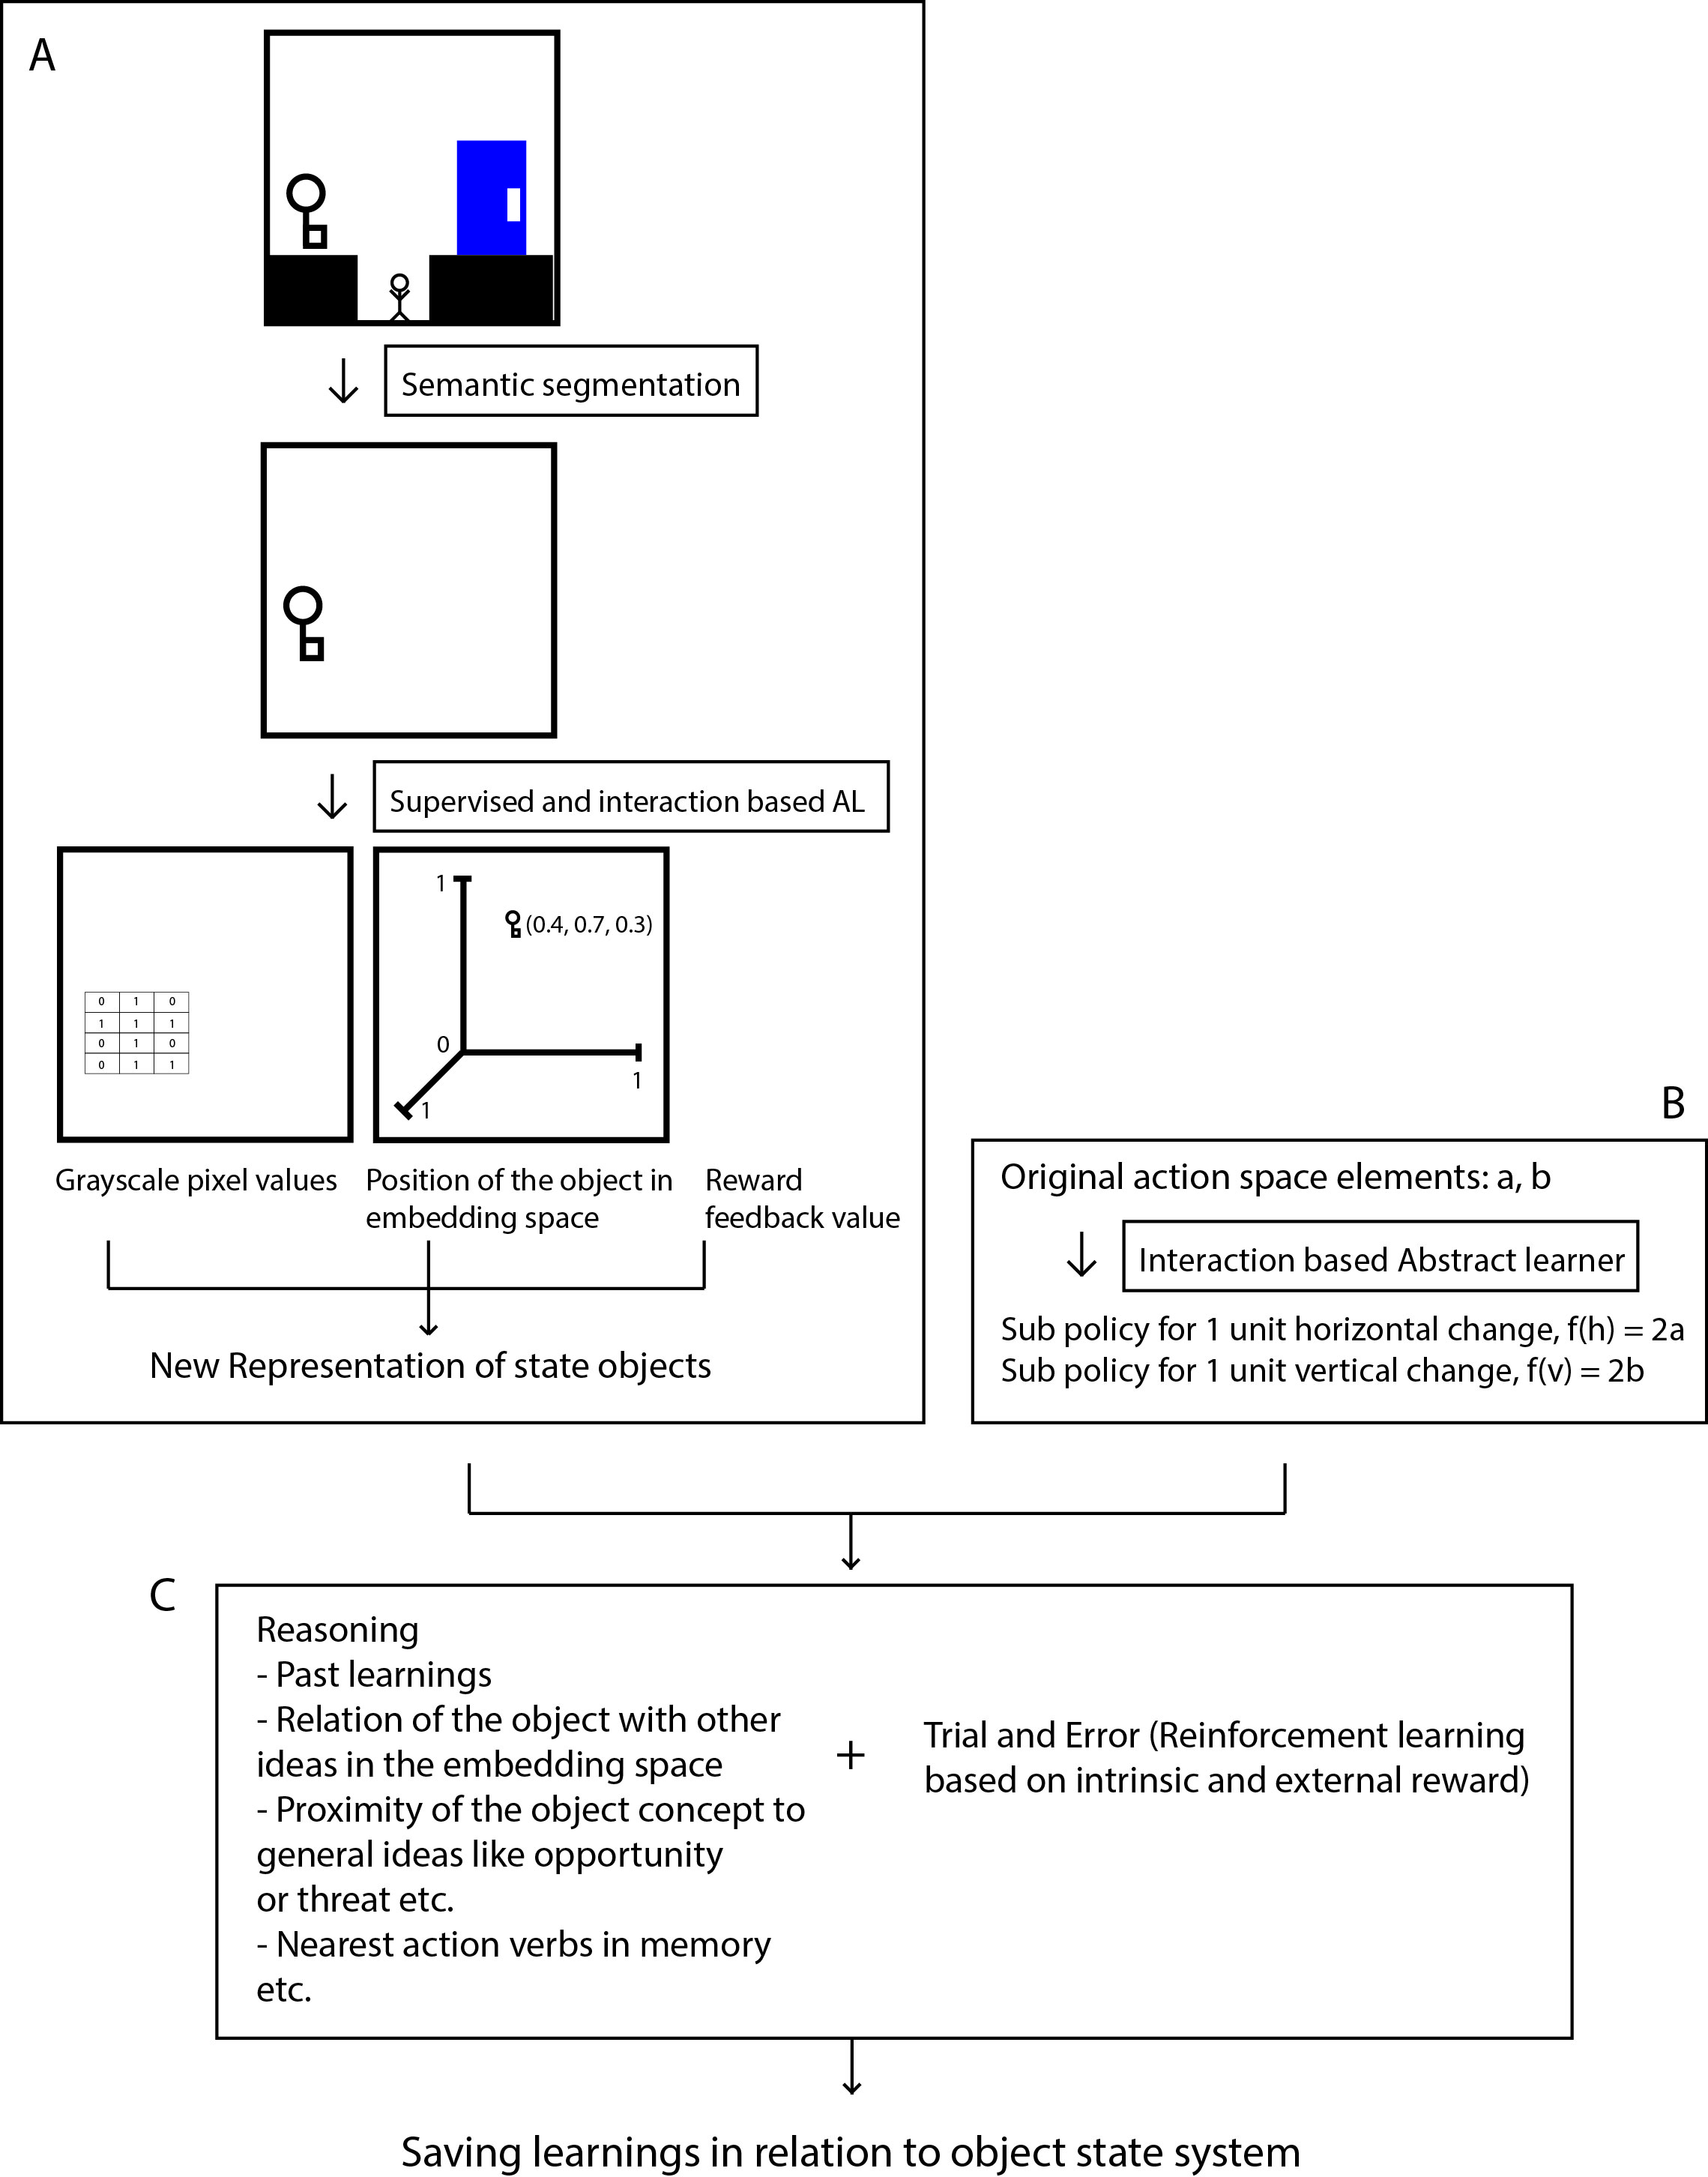 A
Semantic segmentation
Supervised and interaction based AL
1
(0.4, 0.7, 0.3)
0 1 0
1 1 1
0 1 0
0 1 1
0
1
1
Grayscale pixel values
Position of the object in
embedding space
Reward
feedback value
New Representation of state objects
B
Original action space elements: a, b
Interaction based Abstract learner
Sub policy for 1 unit horizontal change, f(h) = 2a
Sub policy for 1 unit vertical change, f(v) = 2b
C
Reasoning
- Past learnings
- Relation of the object with other
ideas in the embedding space
- Proximity of the object concept to
general ideas like opportunity
or threat etc.
- Nearest action verbs in memory
etc.
+
Trial and Error (Reinforcement learning
based on intrinsic and external reward)
Saving learnings in relation to object state system